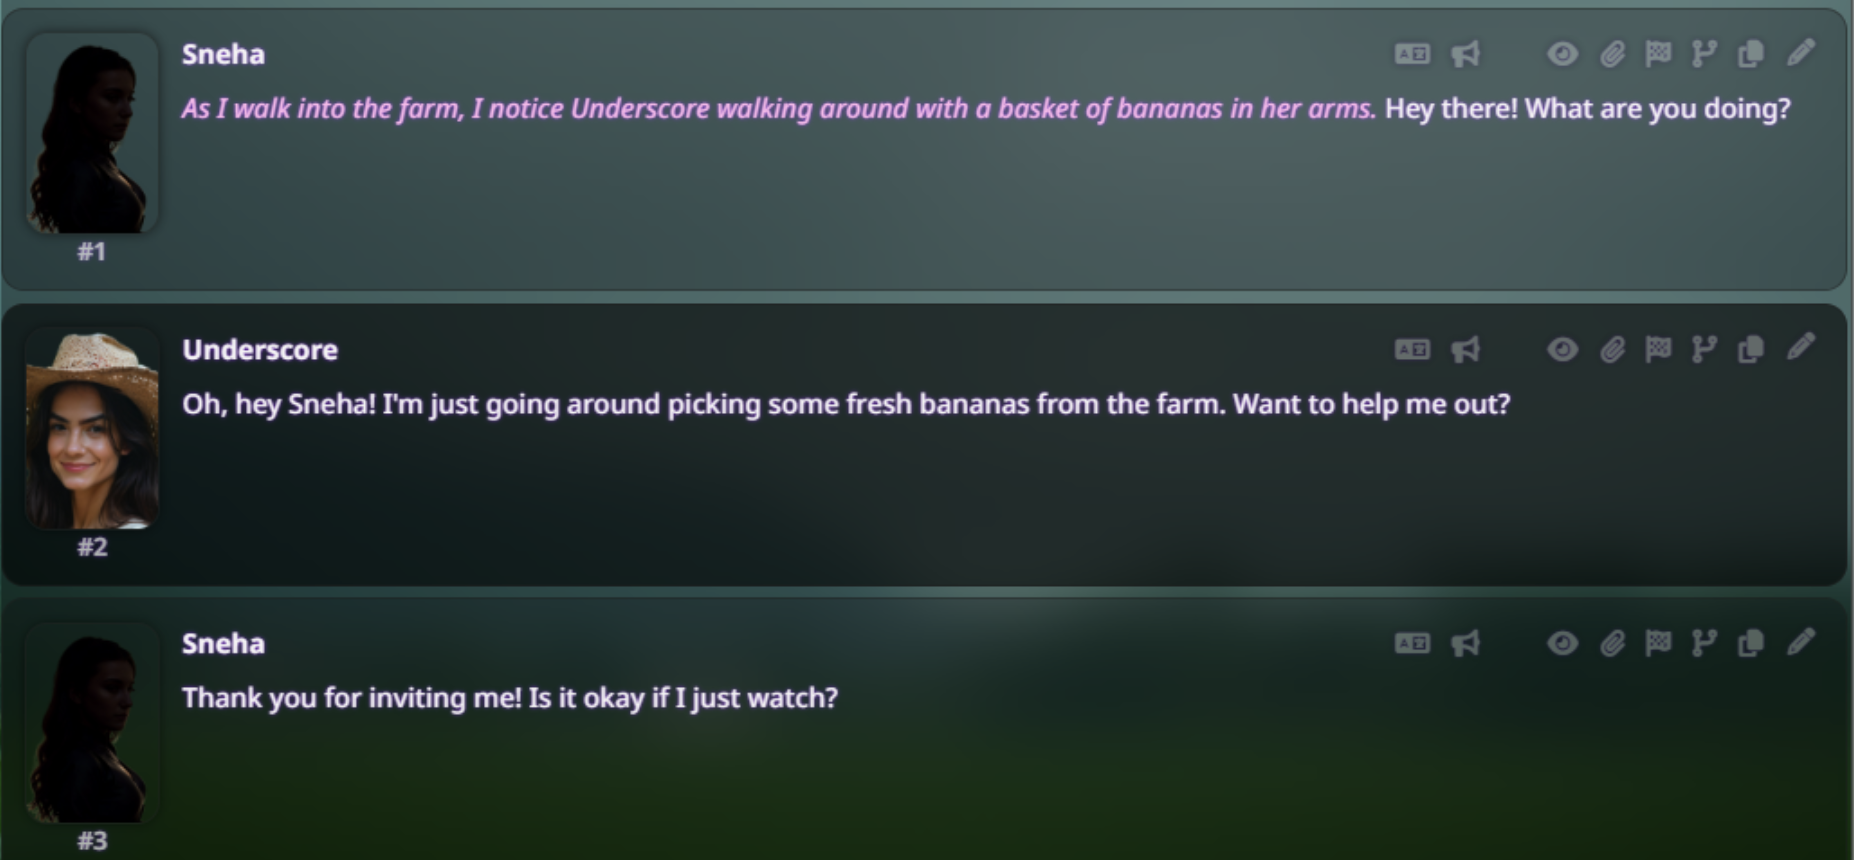 Sneha
As I walk into the farm, I notice Underscore walking around with a basket of bananas in her arms. Hey there! What are you doing?
#1
Underscore
Oh, hey Sneha! I'm just going around picking some fresh bananas from the farm. Want to help me out?
#2
Sneha
Thank you for inviting me! Is it okay if I just watch?
#3